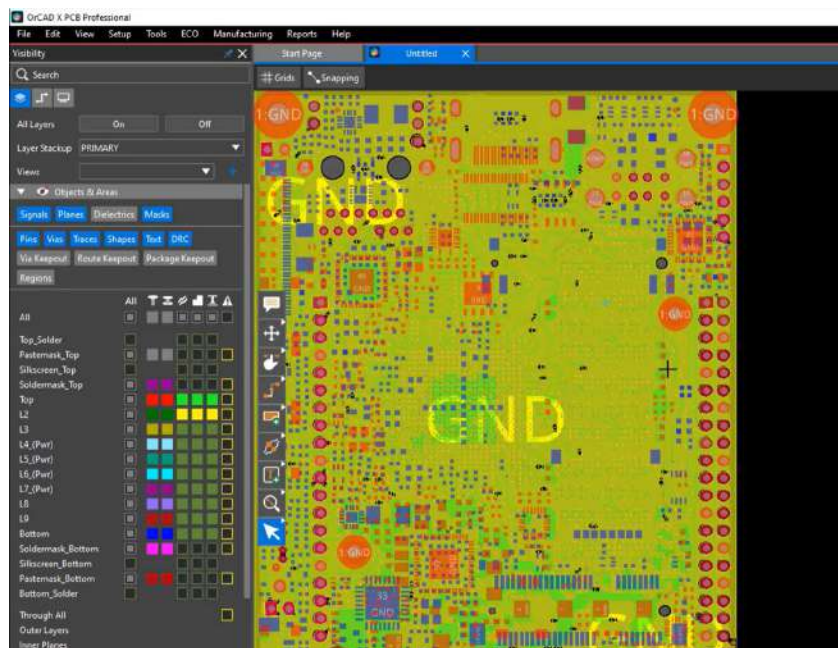 OrCAD X PCB Professional
File Edit View Setup Tools ECO Manufacturing Reports Help
Visibility
Start Page Untitled
Search
Grids Snapping
All Layers On Off
Layer Stackup PRIMARY
Views
Objects & Areas
Signals Planes Dielectrics Masks
Pins Vias Traces Shapes Text DRC
Via Keepout Route Keepout Package Keepout
Regions
All
All
Top_Solder
Pastemask_Top
Silkscreen_Top
Soldermask_Top
Top
L2
L3
L4_(Pwr)
L5_(Pwr)
L6_(Pwr)
L7_(Pwr)
L8
L9
Bottom
Soldermask_Bottom
Silkscreen_Bottom
Pastemask_Bottom
Bottom_Solder
Through All
Outer Layers
Inner Planes
1:GND
1:GND
GND
1:GND
GND
1:GND
33
GND